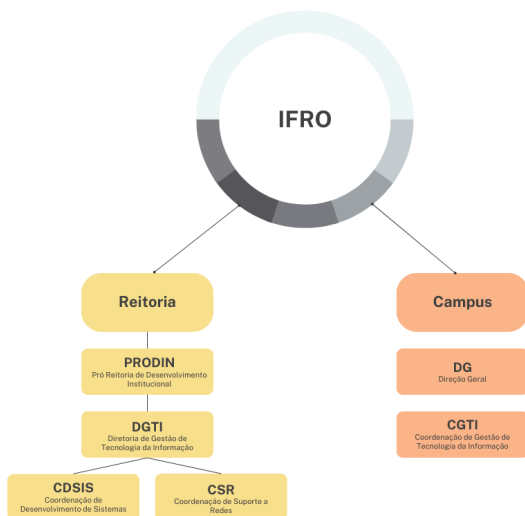 IFRO
Reitoria
Campus
PRODIN
Pró Reitoria de Desenvolvimento
Institucional
DG
Direção Geral
DGTI
Diretoria de Gestão de
Tecnologia da Informação
CGTI
Coordenação de Gestão de
Tecnologia da Informação
CDSIS
Coordenação de
Desenvolvimento de Sistemas
CSR
Coordenação de Suporte a
Redes